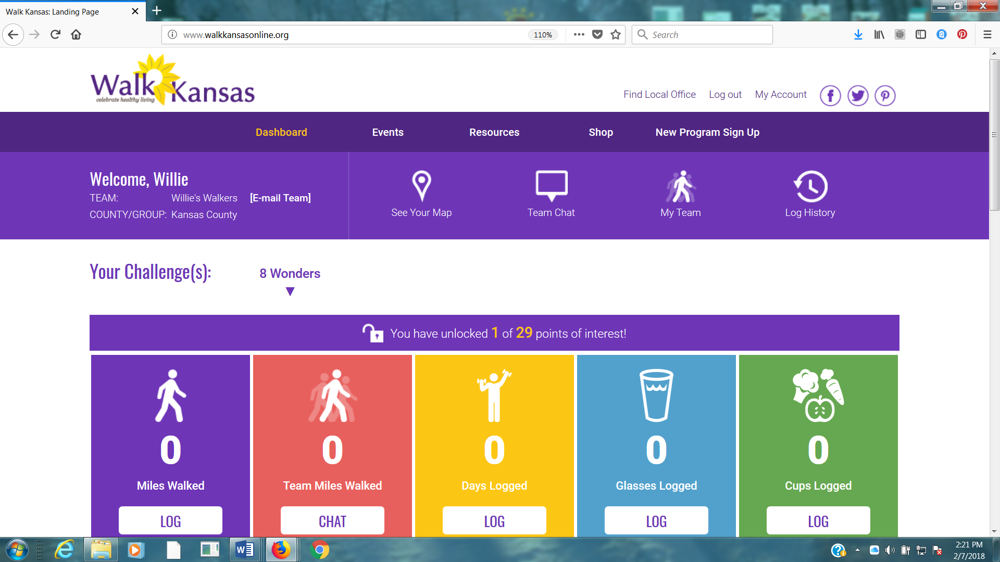 Walk Kansas: Landing Page
www.walkkansasonline.org
110%
Search
Walk Kansas
celebrate healthy living
Find Local Office
Log out
My Account
Dashboard
Events
Resources
Shop
New Program Sign Up
Welcome, Willie
TEAM: Willie's Walkers [E-mail Team]
COUNTY/GROUP: Kansas County
See Your Map
Team Chat
My Team
Log History
Your Challenge(s):
8 Wonders
You have unlocked 1 of 29 points of interest!
0
Miles Walked
LOG
0
Team Miles Walked
CHAT
0
Days Logged
LOG
0
Glasses Logged
LOG
0
Cups Logged
LOG
2:21 PM
2/7/2018